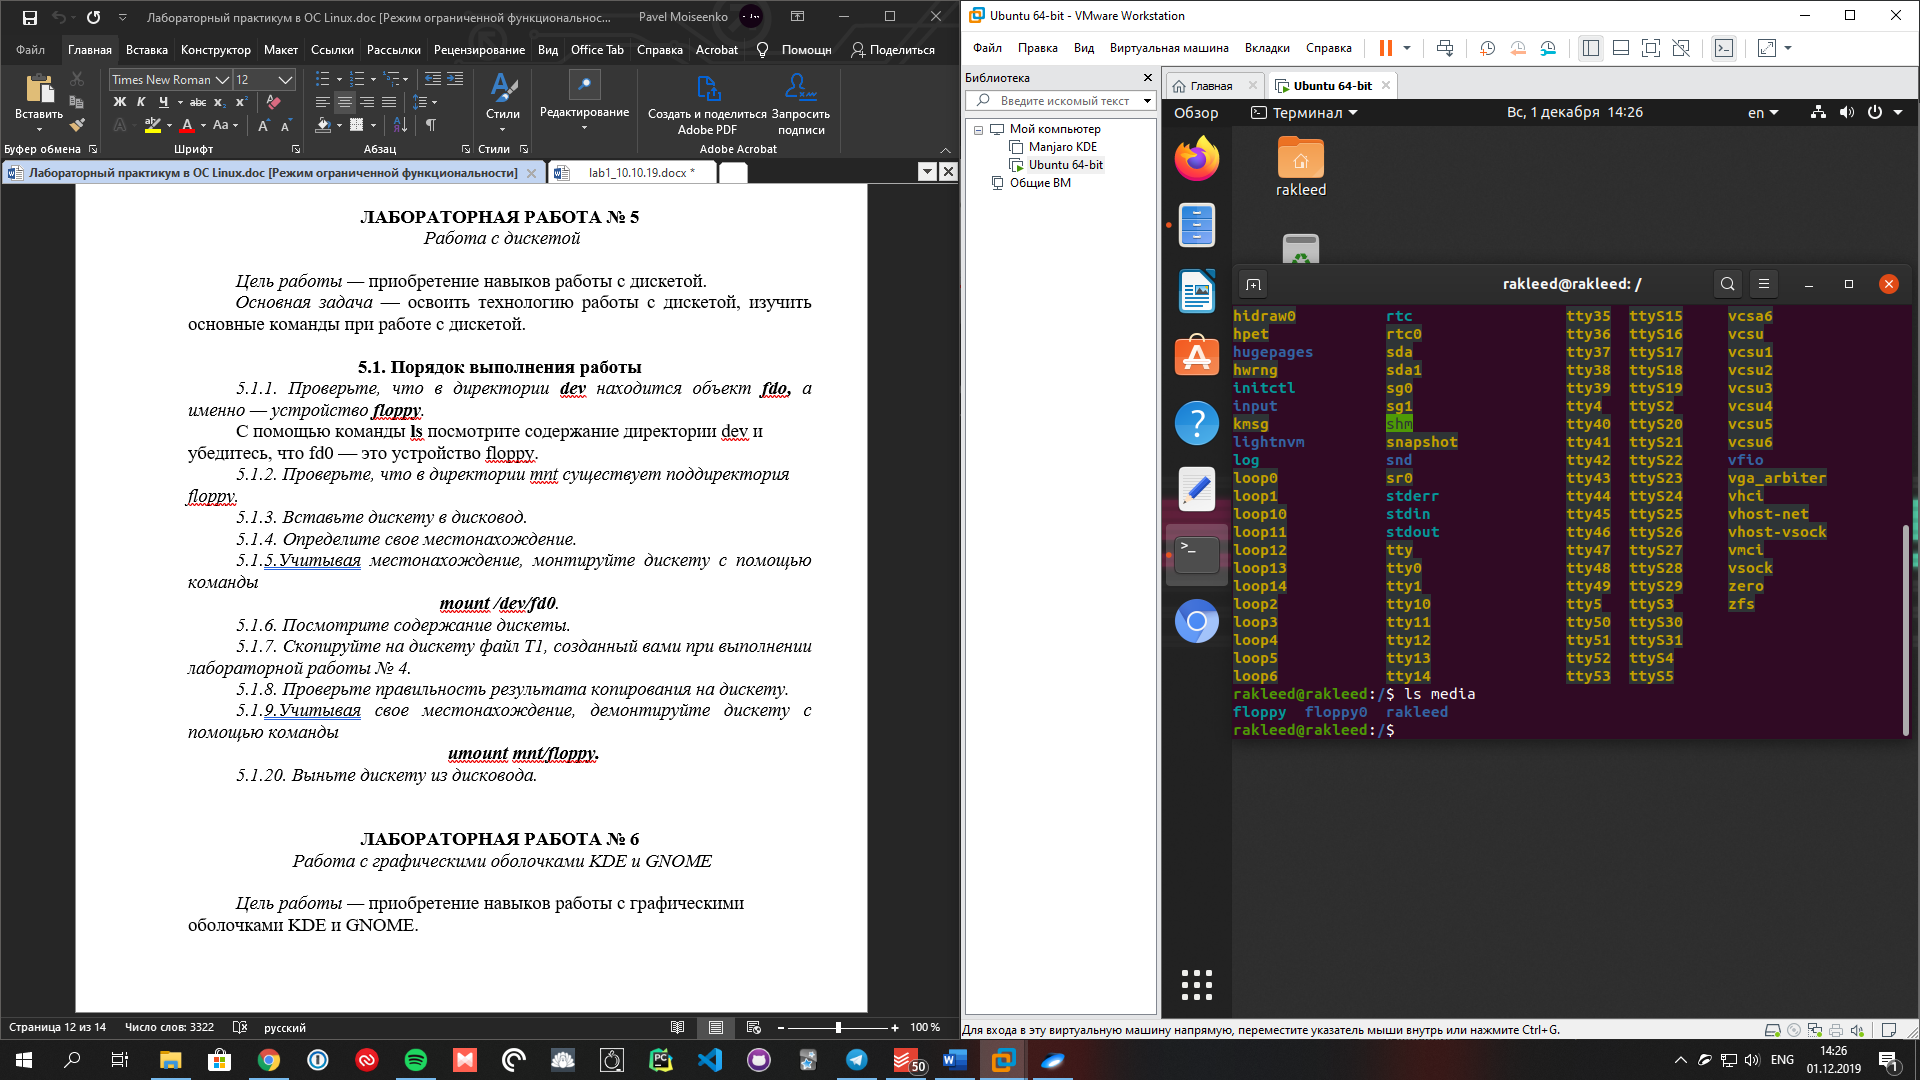 Лабораторный практикум в ОС Linux.doc [Режим ограниченной функциональнос...
Pavel Moiseenko
Файл Главная Вставка Конструктор Макет Ссылки Рассылки Рецензирование Вид Office Tab Справка Acrobat Помощн Поделиться
Times New Roman 12
Вставить
Ж К Ч abc x₂ x²
Aa
Стили
Редактирование
Создать и поделиться Adobe PDF
Запросить подписи
Буфер обмена Шрифт Абзац Стили Adobe Acrobat
Лабораторный практикум в ОС Linux.doc [Режим ограниченной функциональности]
lab1_10.10.19.docx *
ЛАБОРАТОРНАЯ РАБОТА № 5
Работа с дискетой
Цель работы — приобретение навыков работы с дискетой.
Основная задача — освоить технологию работы с дискетой, изучить
основные команды при работе с дискетой.
5.1. Порядок выполнения работы
5.1.1. Проверьте, что в директории dev находится объект fdo, а
именно — устройство floppy.
С помощью команды ls посмотрите содержание директории dev и
убедитесь, что fd0 — это устройство floppy.
5.1.2. Проверьте, что в директории mnt существует поддиректория
floppy.
5.1.3. Вставьте дискету в дисковод.
5.1.4. Определите свое местонахождение.
5.1.5.Учитывая местонахождение, монтируйте дискету с помощью
команды
mount /dev/fd0.
5.1.6. Посмотрите содержание дискеты.
5.1.7. Скопируйте на дискету файл Т1, созданный вами при выполнении
лабораторной работы № 4.
5.1.8. Проверьте правильность результата копирования на дискету.
5.1.9.Учитывая свое местонахождение, демонтируйте дискету с
помощью команды
umount mnt/floppy.
5.1.20. Выньте дискету из дисковода.
ЛАБОРАТОРНАЯ РАБОТА № 6
Работа с графическими оболочками KDE и GNOME
Цель работы — приобретение навыков работы с графическими
оболочками KDE и GNOME.
Страница 12 из 14 Число слов: 3322 русский 100 %
Ubuntu 64-bit - VMware Workstation
Файл Правка Вид Виртуальная машина Вкладки Справка
Библиотека
Введите искомый текст
Мой компьютер
Manjaro KDE
Ubuntu 64-bit
Общие ВМ
Главная Ubuntu 64-bit
Обзор Терминал Вс, 1 декабря 14:26 en
rakleed
rakleed@rakleed: /
hidraw0 rtc tty35 ttyS15 vcsa6
hpet rtc0 tty36 ttyS16 vcsu
hugepages sda tty37 ttyS17 vcsu1
hwrng sda1 tty38 ttyS18 vcsu2
initctl sg0 tty39 ttyS19 vcsu3
input sg1 tty4 ttyS2 vcsu4
kmsg shm tty40 ttyS20 vcsu5
lightnvm snapshot tty41 ttyS21 vcsu6
log snd tty42 ttyS22 vfio
loop0 sr0 tty43 ttyS23 vga_arbiter
loop1 stderr tty44 ttyS24 vhci
loop10 stdin tty45 ttyS25 vhost-net
loop11 stdout tty46 ttyS26 vhost-vsock
loop12 tty tty47 ttyS27 vmci
loop13 tty0 tty48 ttyS28 vsock
loop14 tty1 tty49 ttyS29 zero
loop2 tty10 tty5 ttyS3 zfs
loop3 tty11 tty50 ttyS30
loop4 tty12 tty51 ttyS31
loop5 tty13 tty52 ttyS4
loop6 tty14 tty53 ttyS5
rakleed@rakleed:/$ ls media
floppy floppy0 rakleed
rakleed@rakleed:/$
Для входа в эту виртуальную машину напрямую, переместите указатель мыши внутрь или нажмите Ctrl+G.
50
ENG
14:26
01.12.2019
1